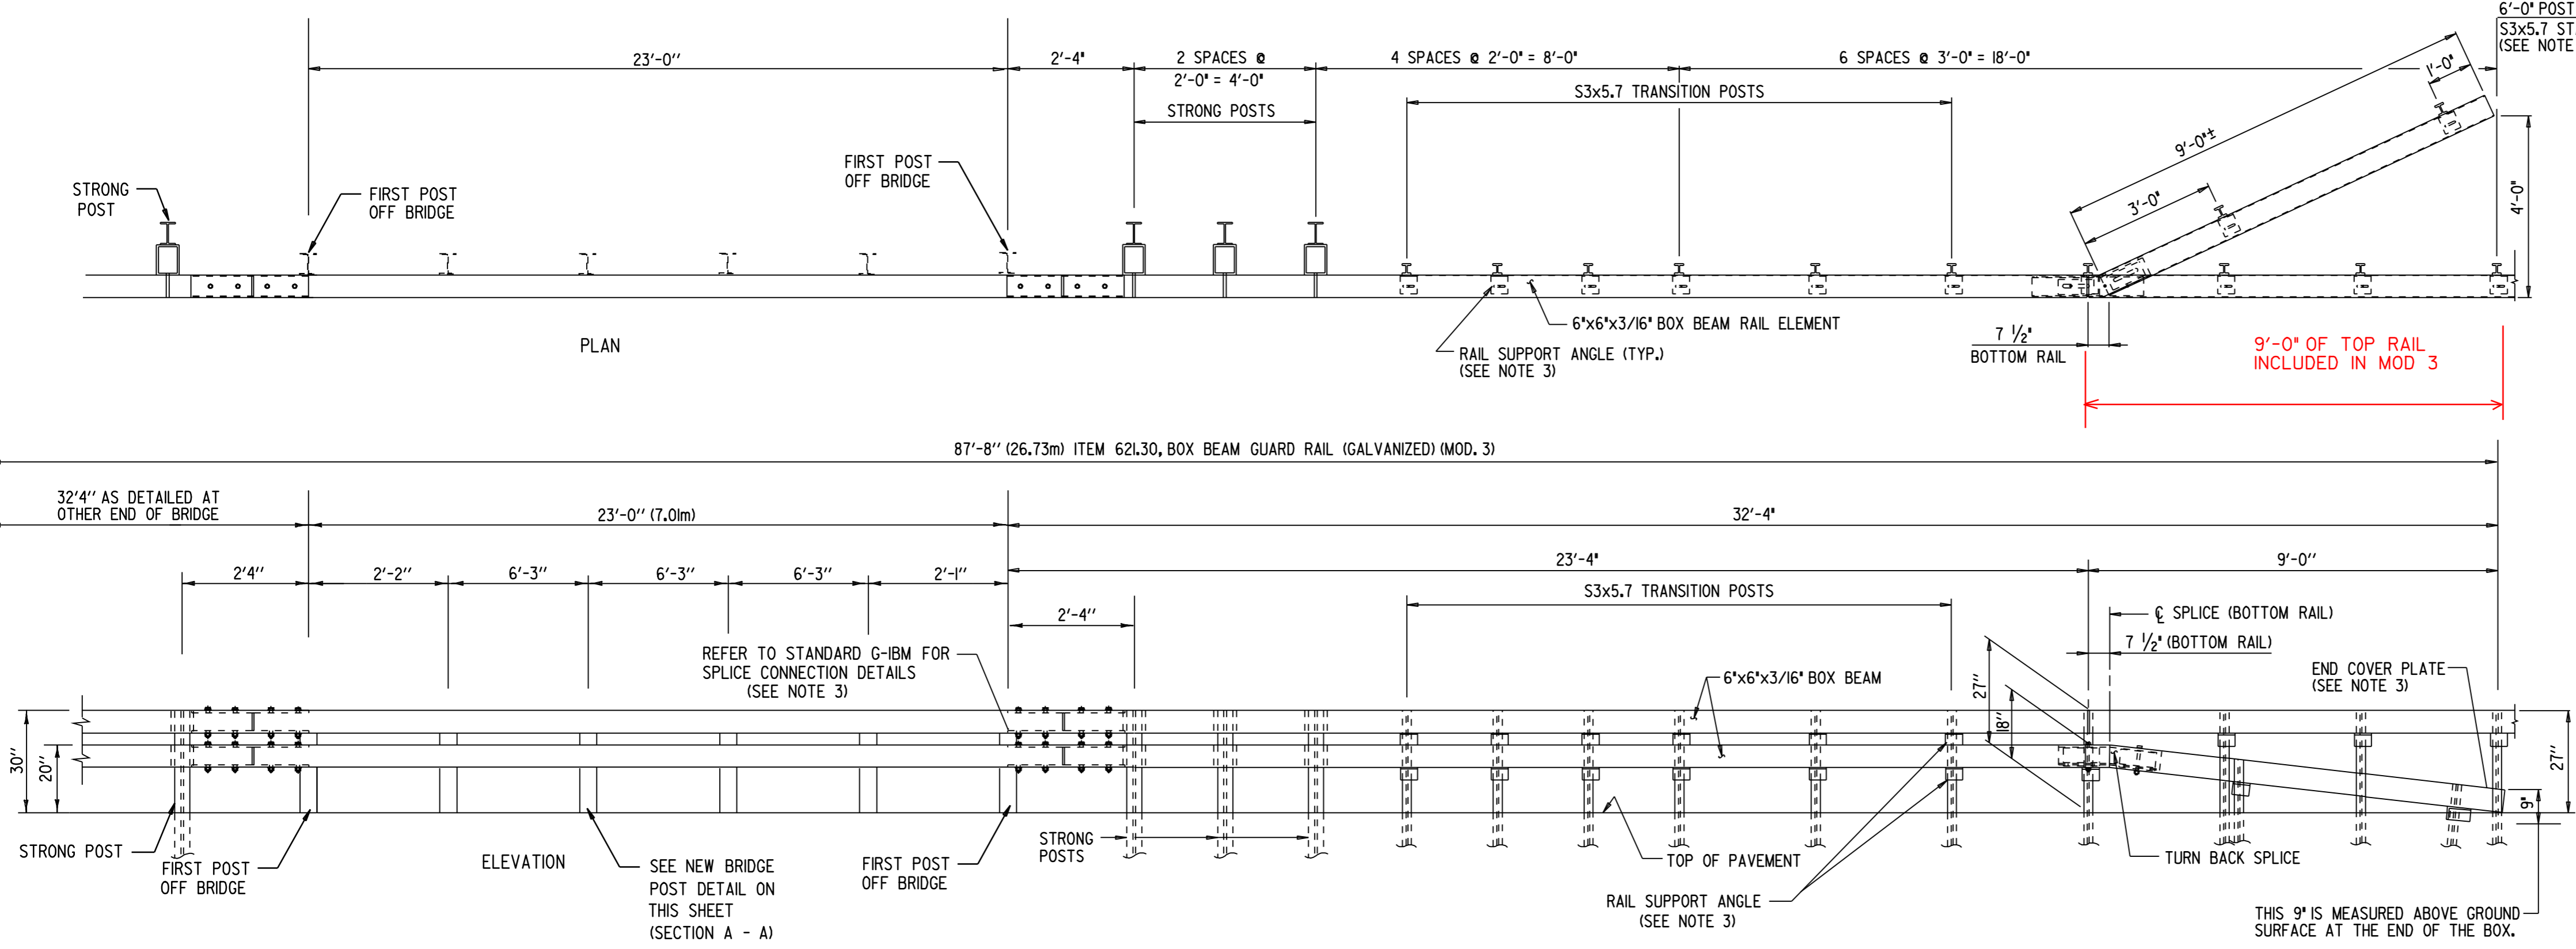 6'-0" POST
S3x5.7 ST
(SEE NOTE
23'-0''
2'-4"
2 SPACES @
2'-0" = 4'-0"
4 SPACES @ 2'-0" = 8'-0"
6 SPACES @ 3'-0" = 18'-0"
1'-0"
STRONG POSTS
S3x5.7 TRANSITION POSTS
9'-0"±
3'-0"
4'-0"
STRONG
POST
FIRST POST
OFF BRIDGE
FIRST POST
OFF BRIDGE
6"x6"x3/16" BOX BEAM RAIL ELEMENT
RAIL SUPPORT ANGLE (TYP.)
(SEE NOTE 3)
7 1/2"
BOTTOM RAIL
9'-0" OF TOP RAIL
INCLUDED IN MOD 3
PLAN
87'-8'' (26.73m) ITEM 621.30, BOX BEAM GUARD RAIL (GALVANIZED) (MOD. 3)
32'4'' AS DETAILED AT
OTHER END OF BRIDGE
23'-0'' (7.01m)
32'-4"
2'4''
2'-2''
6'-3''
6'-3''
6'-3''
2'-1''
23'-4"
9'-0''
2'-4''
S3x5.7 TRANSITION POSTS
℄ SPLICE (BOTTOM RAIL)
7 1/2" (BOTTOM RAIL)
REFER TO STANDARD G-1BM FOR
SPLICE CONNECTION DETAILS
(SEE NOTE 3)
6"x6"x3/16" BOX BEAM
27''
18''
END COVER PLATE
(SEE NOTE 3)
30''
20''
27''
9"
STRONG POST
FIRST POST
OFF BRIDGE
ELEVATION
SEE NEW BRIDGE
POST DETAIL ON
THIS SHEET
(SECTION A - A)
FIRST POST
OFF BRIDGE
STRONG
POSTS
TOP OF PAVEMENT
RAIL SUPPORT ANGLE
(SEE NOTE 3)
TURN BACK SPLICE
THIS 9" IS MEASURED ABOVE GROUND
SURFACE AT THE END OF THE BOX.